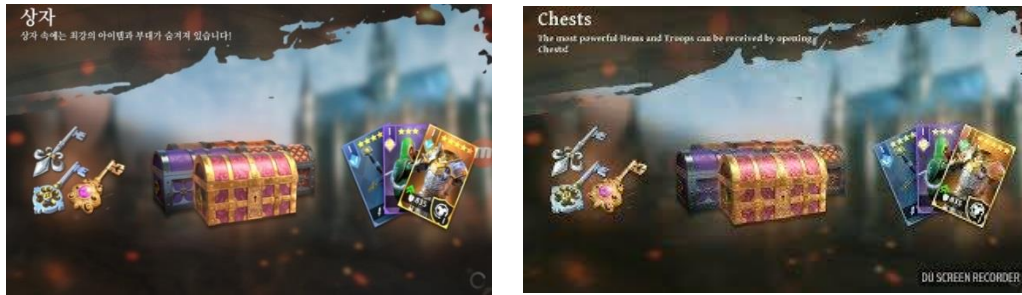 상자
상자 속에는 최강의 아이템과 부대가 숨겨져 있습니다!
Chests
The most powerful Items and Troops can be received by opening
Chests!
DU SCREEN RECORDER